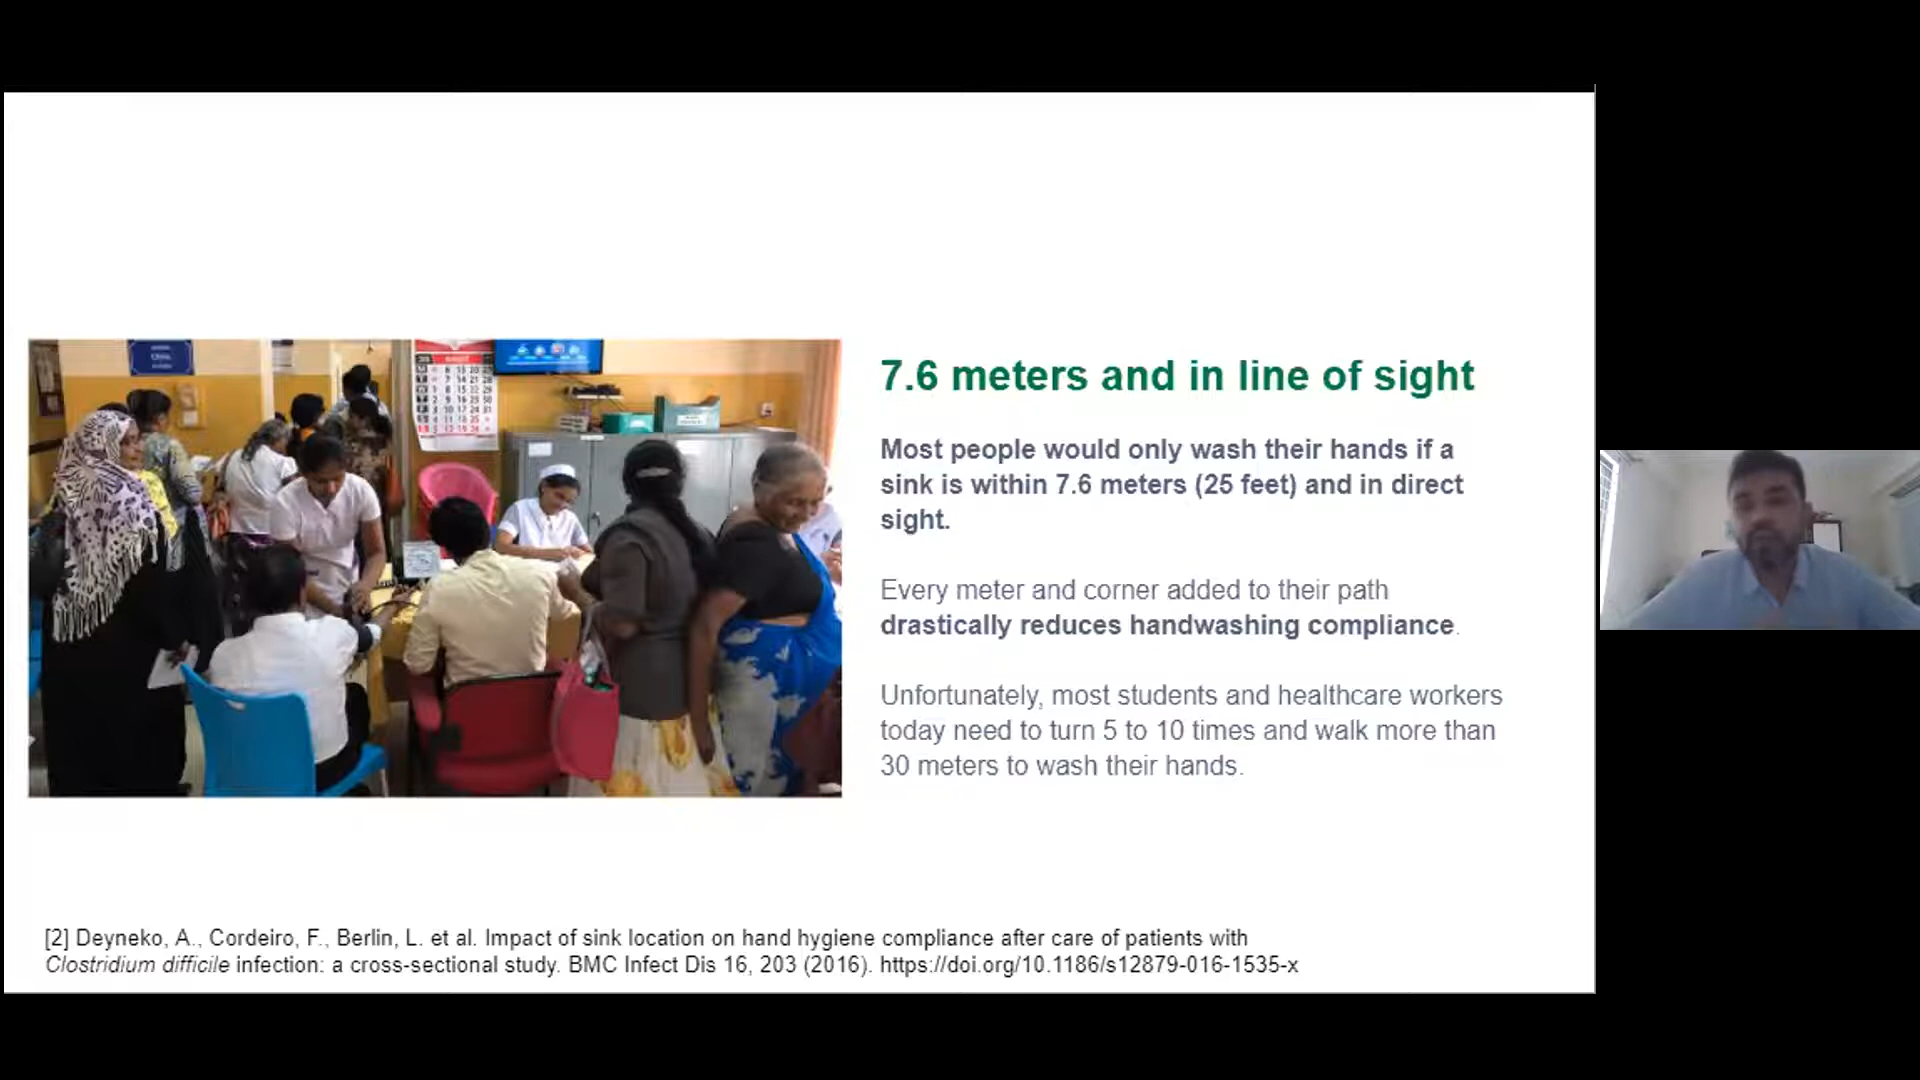 7.6 meters and in line of sight
Most people would only wash their hands if a
sink is within 7.6 meters (25 feet) and in direct
sight.
Every meter and corner added to their path
drastically reduces handwashing compliance.
Unfortunately, most students and healthcare workers
today need to turn 5 to 10 times and walk more than
30 meters to wash their hands.
[2] Deyneko, A., Cordeiro, F., Berlin, L. et al. Impact of sink location on hand hygiene compliance after care of patients with
Clostridium difficile infection: a cross-sectional study. BMC Infect Dis 16, 203 (2016). https://doi.org/10.1186/s12879-016-1535-x